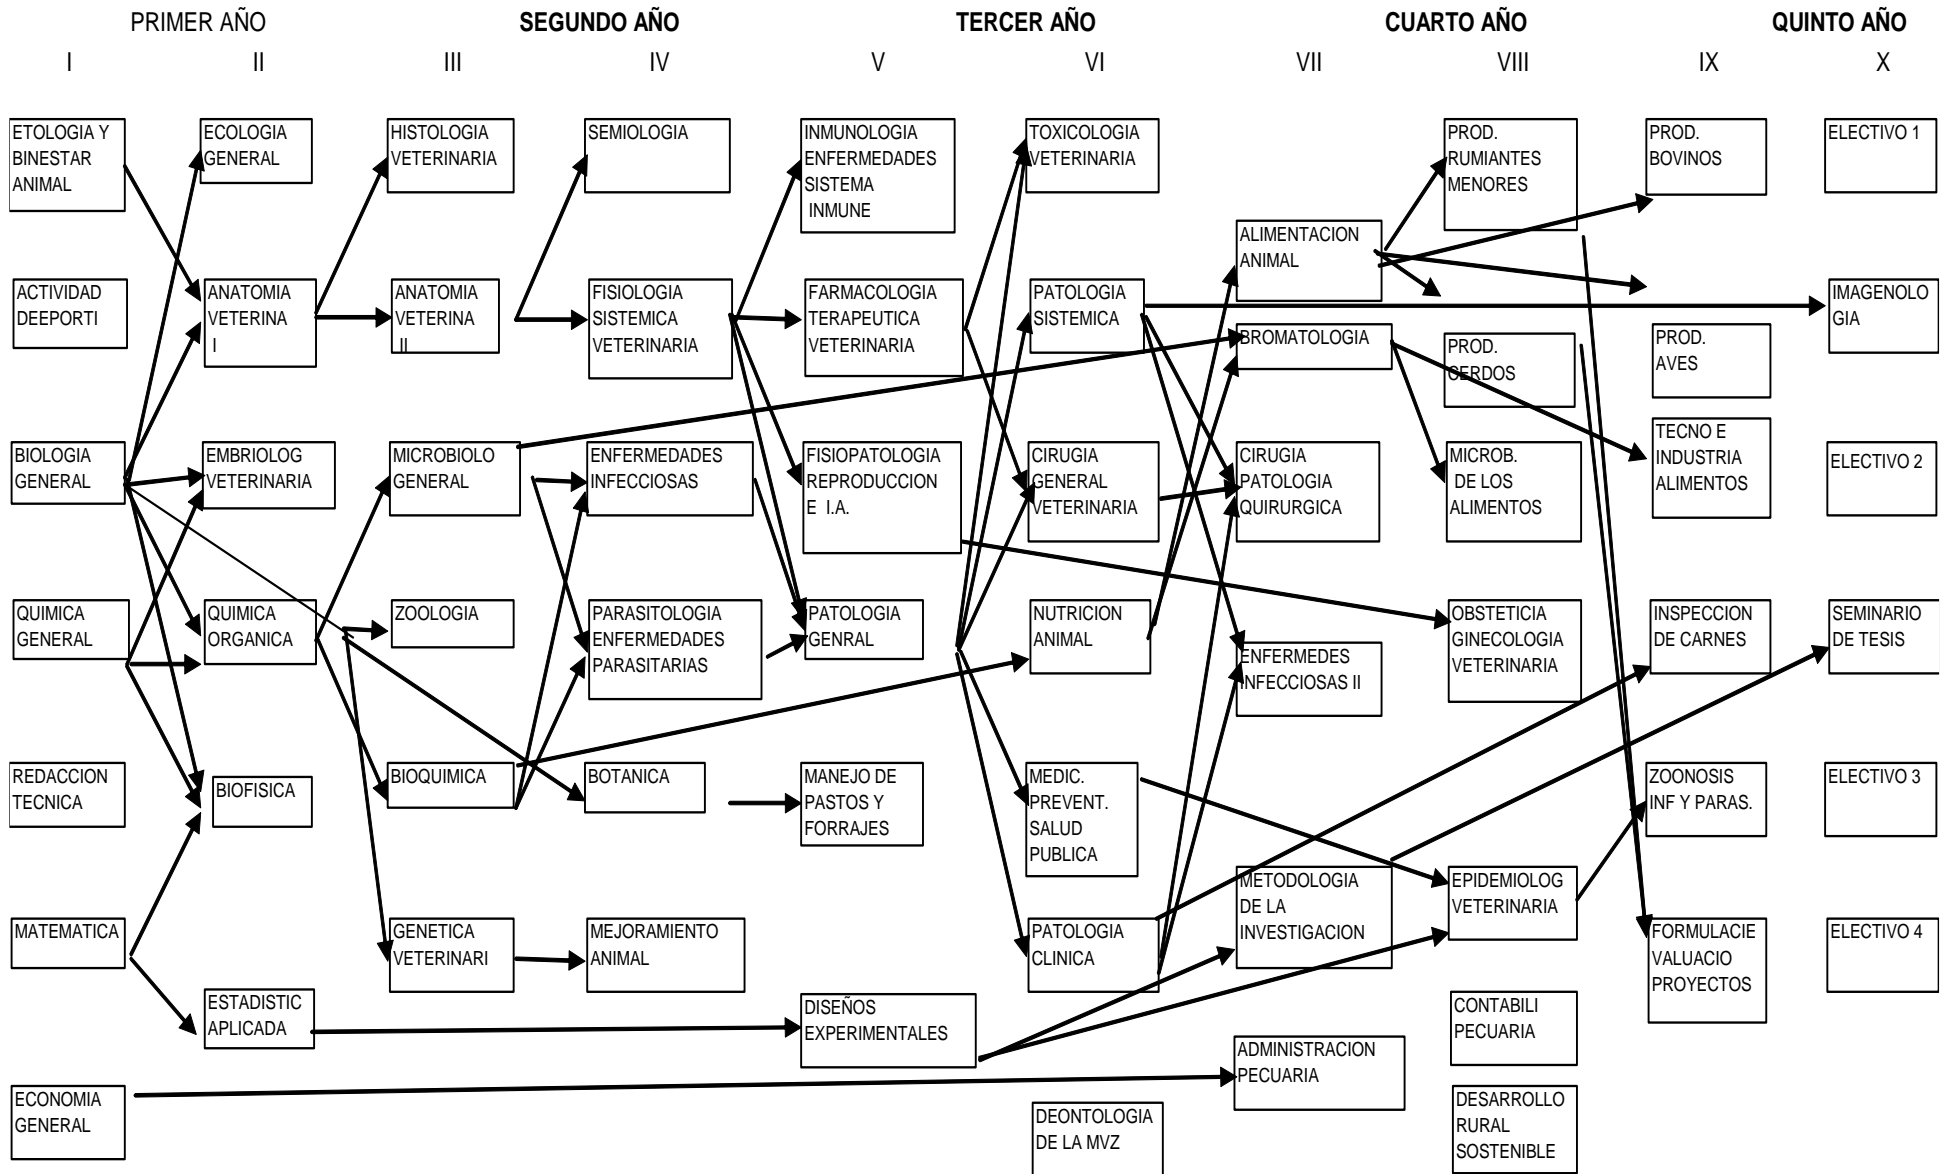 PRIMER AÑO
SEGUNDO AÑO
TERCER AÑO
CUARTO AÑO
QUINTO AÑO
I
II
III
IV
V
VI
VII
VIII
IX
X
ETOLOGIA Y
BINESTAR
ANIMAL
ACTIVIDAD
DEEPORTI
BIOLOGIA
GENERAL
QUIMICA
GENERAL
REDACCION
TECNICA
MATEMATICA
ECONOMIA
GENERAL
ECOLOGIA
GENERAL
ANATOMIA
VETERINA
I
EMBRIOLOG
VETERINARIA
QUIMICA
ORGANICA
BIOFISICA
ESTADISTIC
APLICADA
HISTOLOGIA
VETERINARIA
ANATOMIA
VETERINA
II
MICROBIOLO
GENERAL
ZOOLOGIA
BIOQUIMICA
GENETICA
VETERINARI
SEMIOLOGIA
FISIOLOGIA
SISTEMICA
VETERINARIA
ENFERMEDADES
INFECCIOSAS
PARASITOLOGIA
ENFERMEDADES
PARASITARIAS
BOTANICA
MEJORAMIENTO
ANIMAL
INMUNOLOGIA
ENFERMEDADES
SISTEMA
INMUNE
FARMACOLOGIA
TERAPEUTICA
VETERINARIA
FISIOPATOLOGIA
REPRODUCCION
E I.A.
PATOLOGIA
GENRAL
MANEJO DE
PASTOS Y
FORRAJES
DISEÑOS
EXPERIMENTALES
TOXICOLOGIA
VETERINARIA
PATOLOGIA
SISTEMICA
CIRUGIA
GENERAL
VETERINARIA
NUTRICION
ANIMAL
MEDIC.
PREVENT.
SALUD
PUBLICA
PATOLOGIA
CLINICA
DEONTOLOGIA
DE LA MVZ
ALIMENTACION
ANIMAL
BROMATOLOGIA
CIRUGIA
PATOLOGIA
QUIRURGICA
ENFERMEDES
INFECCIOSAS II
METODOLOGIA
DE LA
INVESTIGACION
ADMINISTRACION
PECUARIA
PROD.
RUMIANTES
MENORES
PROD.
CERDOS
MICROB.
DE LOS
ALIMENTOS
OBSTETICIA
GINECOLOGIA
VETERINARIA
EPIDEMIOLOG
VETERINARIA
CONTABILI
PECUARIA
DESARROLLO
RURAL
SOSTENIBLE
PROD.
BOVINOS
PROD.
AVES
TECNO E
INDUSTRIA
ALIMENTOS
INSPECCION
DE CARNES
ZOONOSIS
INF Y PARAS.
FORMULACIE
VALUACIO
PROYECTOS
ELECTIVO 1
IMAGENOLO
GIA
ELECTIVO 2
SEMINARIO
DE TESIS
ELECTIVO 3
ELECTIVO 4